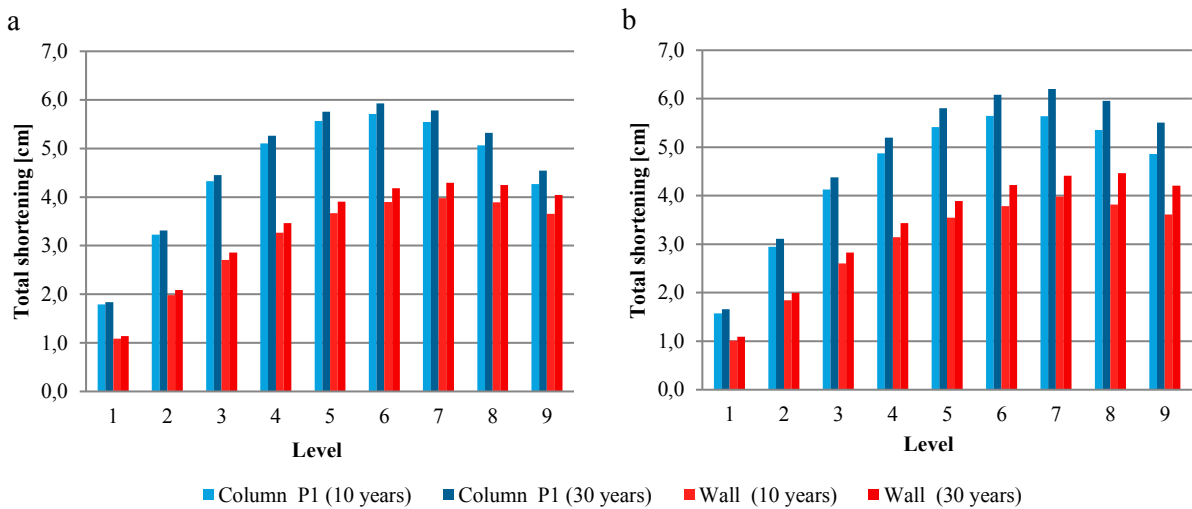 a
7,0
6,0
5,0
4,0
3,0
2,0
1,0
0,0
Total shortening [cm]
1 2 3 4 5 6 7 8 9
Level
b
7,0
6,0
5,0
4,0
3,0
2,0
1,0
0,0
Total shortening [cm]
1 2 3 4 5 6 7 8 9
Level
Column P1 (10 years) Column P1 (30 years) Wall (10 years) Wall (30 years)